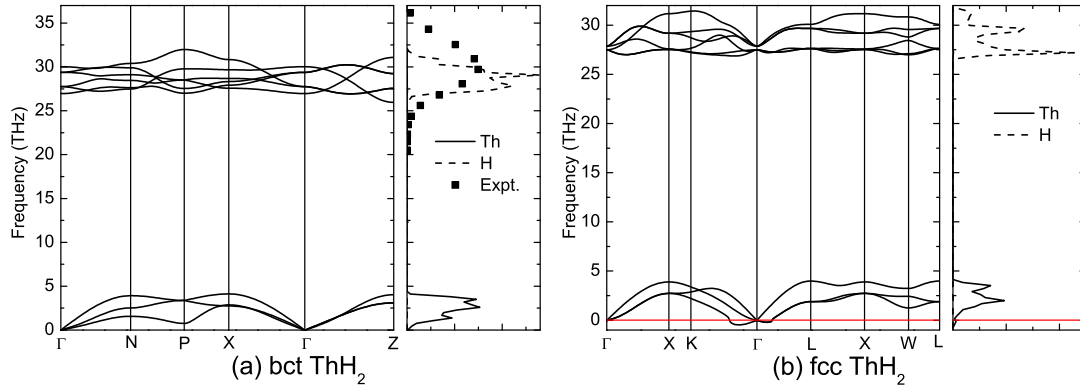 Frequency (THz)
35
30
25
20
15
10
5
0
Γ N P X Γ Z
Th
H
Expt.
(a) bct ThH₂
Frequency (THz)
30
25
20
15
10
5
0
Γ X K Γ L X W L
Th
H
(b) fcc ThH₂